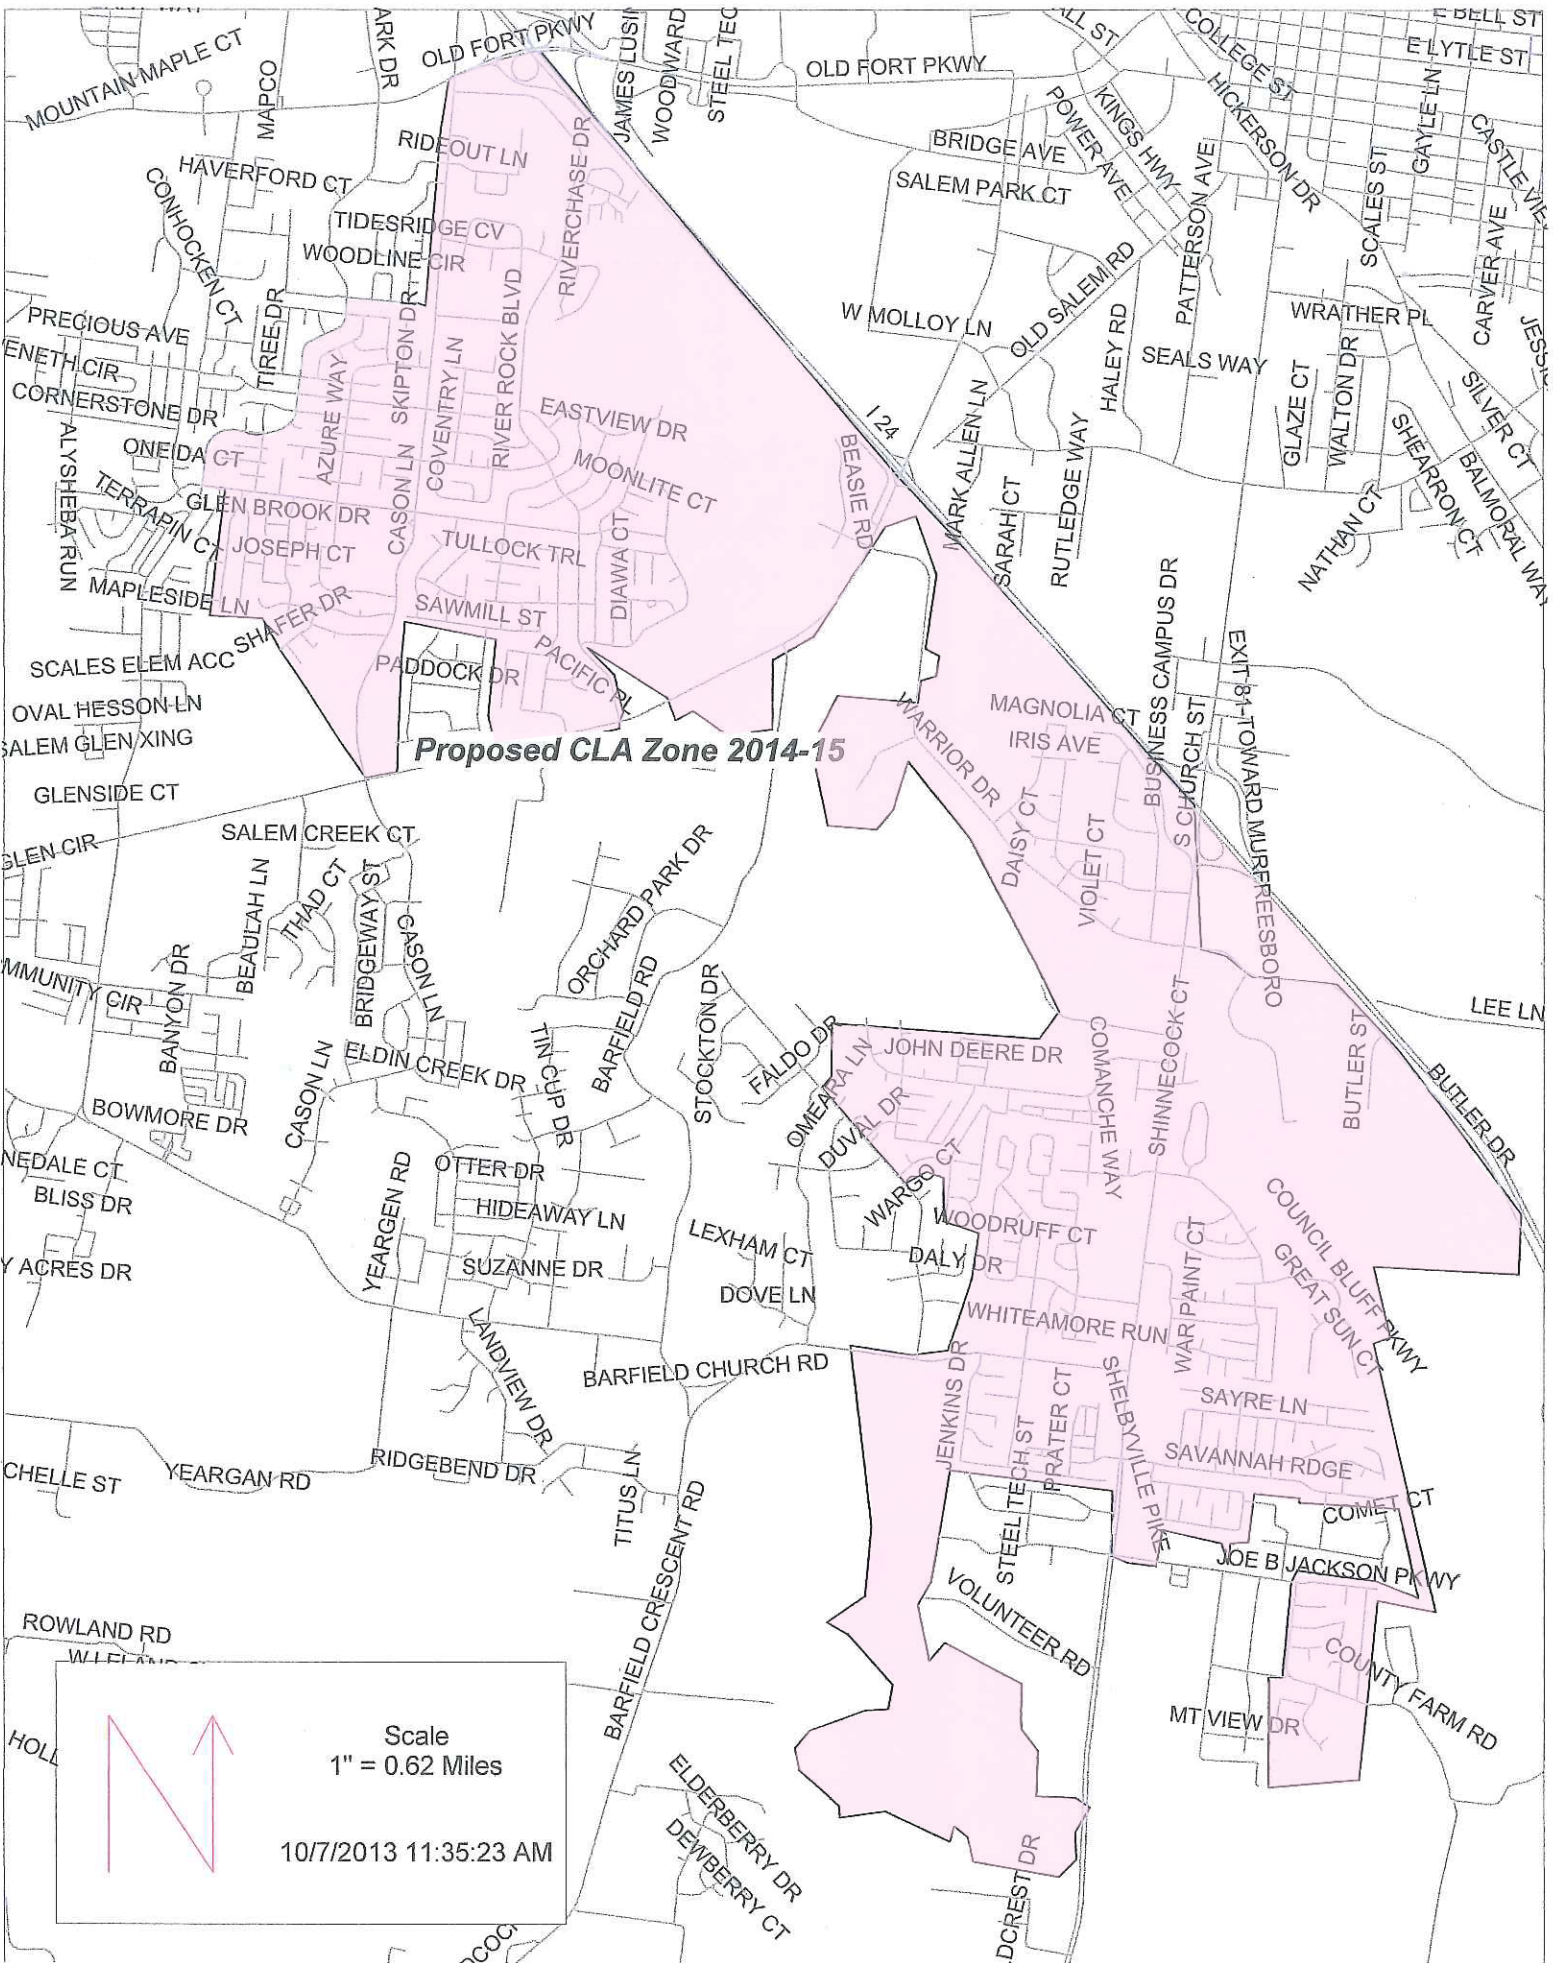 MOUNTAIN MAPLE CT
MAPCO
OLD FORT PKWY
OLD FORT PKWY
E BELL ST
E LYTLE ST
COLLEGE ST
HICKERSON DR
GAYLE LN
SCALES ST
CARVER AVE
KINGS HWY
POWER AVE
BRIDGE AVE
SALEM PARK CT
PATTERSON AVE
RIDEOUT LN
RIVERCHASE DR
HAVERFORD CT
CONHOCKEN CT
TIDESRIDGE CV
WOODLINE CIR
TIREE DR
PRECIOUS AVE
CORNERSTONE DR
ONEIDA CT
ALYSHEBA RUN
TERRAPIN CT
GLEN BROOK DR
JOSEPH CT
MAPLESIDE LN
SHAFER DR
AZURE WAY
SKIPTON DR
CASON LN
COVENTRY LN
RIVER ROCK BLVD
EASTVIEW DR
MOONLITE CT
TULLOCK TRL
DIAWA CT
SAWMILL ST
PADDOCK DR
PACIFIC PL
BEASIE RD
I 24
W MOLLOY LN
OLD SALEM RD
HALEY RD
SEALS WAY
WRATHER PL
GLAZE CT
WALTON DR
SILVER CT
SHEARRON CT
BALMORAL WAY
NATHAN CT
MARK ALLEN LN
SARAH CT
RUTLEDGE WAY
SCALES ELEM ACC
OVAL HESSON LN
SALEM GLEN XING
GLENSIDE CT
GLEN CIR
Proposed CLA Zone 2014-15
WARRIOR DR
MAGNOLIA CT
IRIS AVE
DAISY CT
VIOLET CT
BUSINESS CAMPUS DR
S CHURCH ST
EXIT-81-TOWARD MURFREESBORO
SALEM CREEK CT
BEAULAH LN
THAD CT
BRIDGEWAY ST
CASON LN
ORCHARD PARK DR
BARFIELD RD
BANYON DR
STOCKTON DR
FALDO DR
TIN CUP DR
ELDIN CREEK DR
CASON LN
BOWMORE DR
BLISS DR
OMEARA LN
JOHN DEERE DR
DUVAL DR
WARGO CT
WOODRUFF CT
DALY DR
COMANCHE WAY
SHINNECOCK CT
BUTLER ST
LEE LN
BUTLER DR
YEARGEN RD
OTTER DR
HIDEAWAY LN
SUZANNE DR
LEXHAM CT
DOVE LN
WHITEAMORE RUN
WAR PAINT CT
COUNCIL BLUFF PKWY
GREAT SUN CT
LANDVIEW DR
BARFIELD CHURCH RD
JENKINS DR
PRATER CT
SHELBYVILLE PIKE
SAYRE LN
SAVANNAH RDGE
COMET CT
YEARGAN RD
RIDGEBEND DR
TITUS LN
BARFIELD CRESCENT RD
STEEL TECH ST
JOE B JACKSON PKWY
VOLUNTEER RD
COUNTY FARM RD
MT VIEW DR
ROWLAND RD
ELDERBERRY DR
DEWBERRY CT
Scale
1" = 0.62 Miles
10/7/2013 11:35:23 AM
N